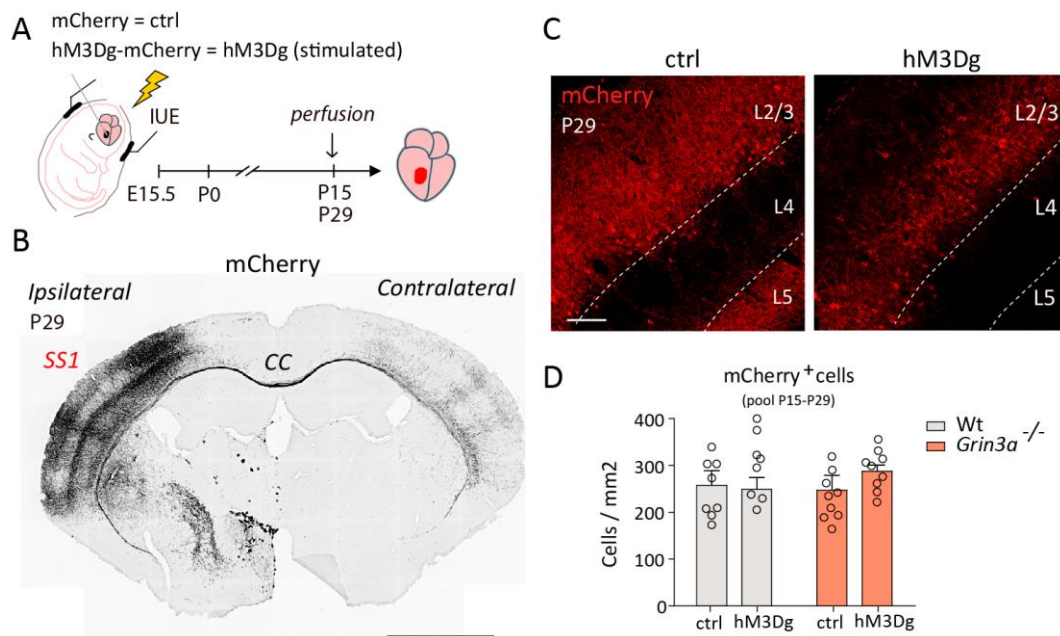 A
mCherry = ctrl
hM3Dg-mCherry = hM3Dg (stimulated)
IUE
perfusion
E15.5
P0
P15
P29
B
mCherry
Ipsilateral
Contralateral
P29
SS1
CC
C
ctrl
hM3Dg
mCherry
P29
L2/3
L4
L5
L2/3
L4
L5
D
mCherry + cells
(pool P15-P29)
Wt
Grin3a -/-
Cells / mm2
400
300
200
100
0
ctrl
hM3Dg
ctrl
hM3Dg